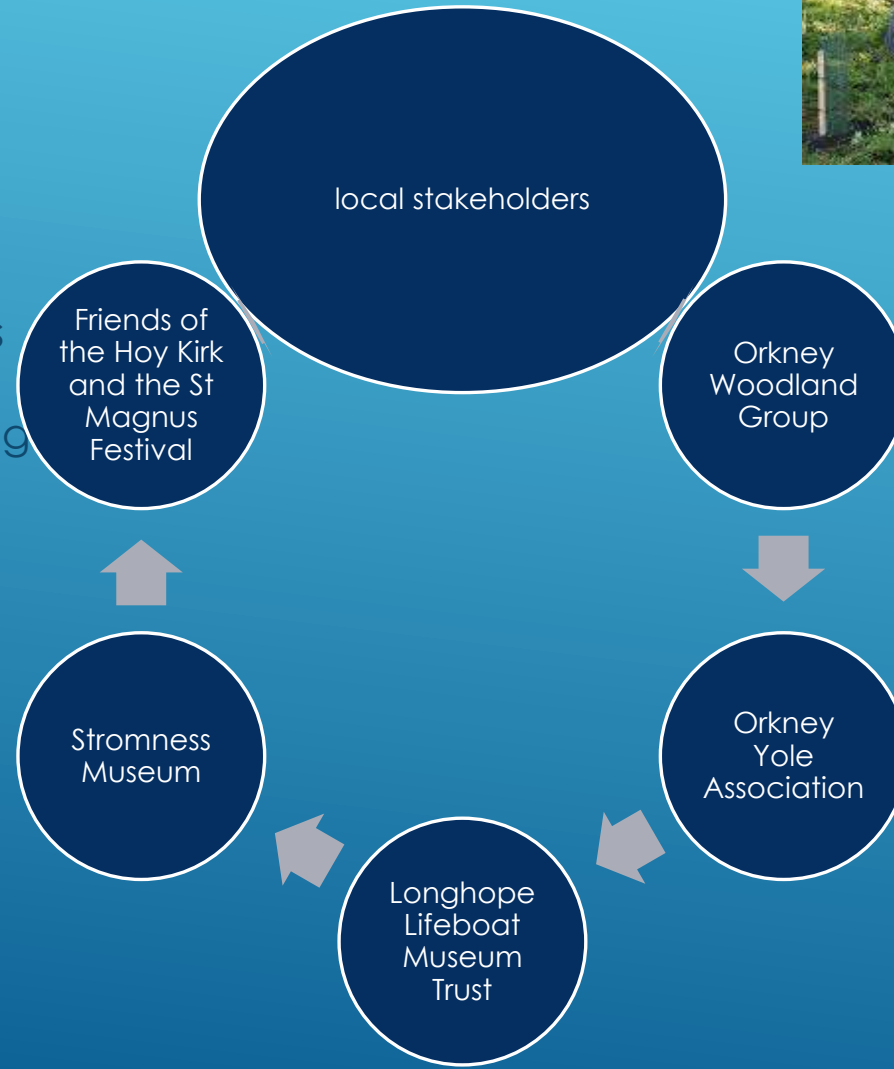 local stakeholders
Friends of
the Hoy Kirk
and the St
Magnus
Festival
Orkney
Woodland
Group
Stromness
Museum
Orkney
Yole
Association
Longhope
Lifeboat
Museum
Trust